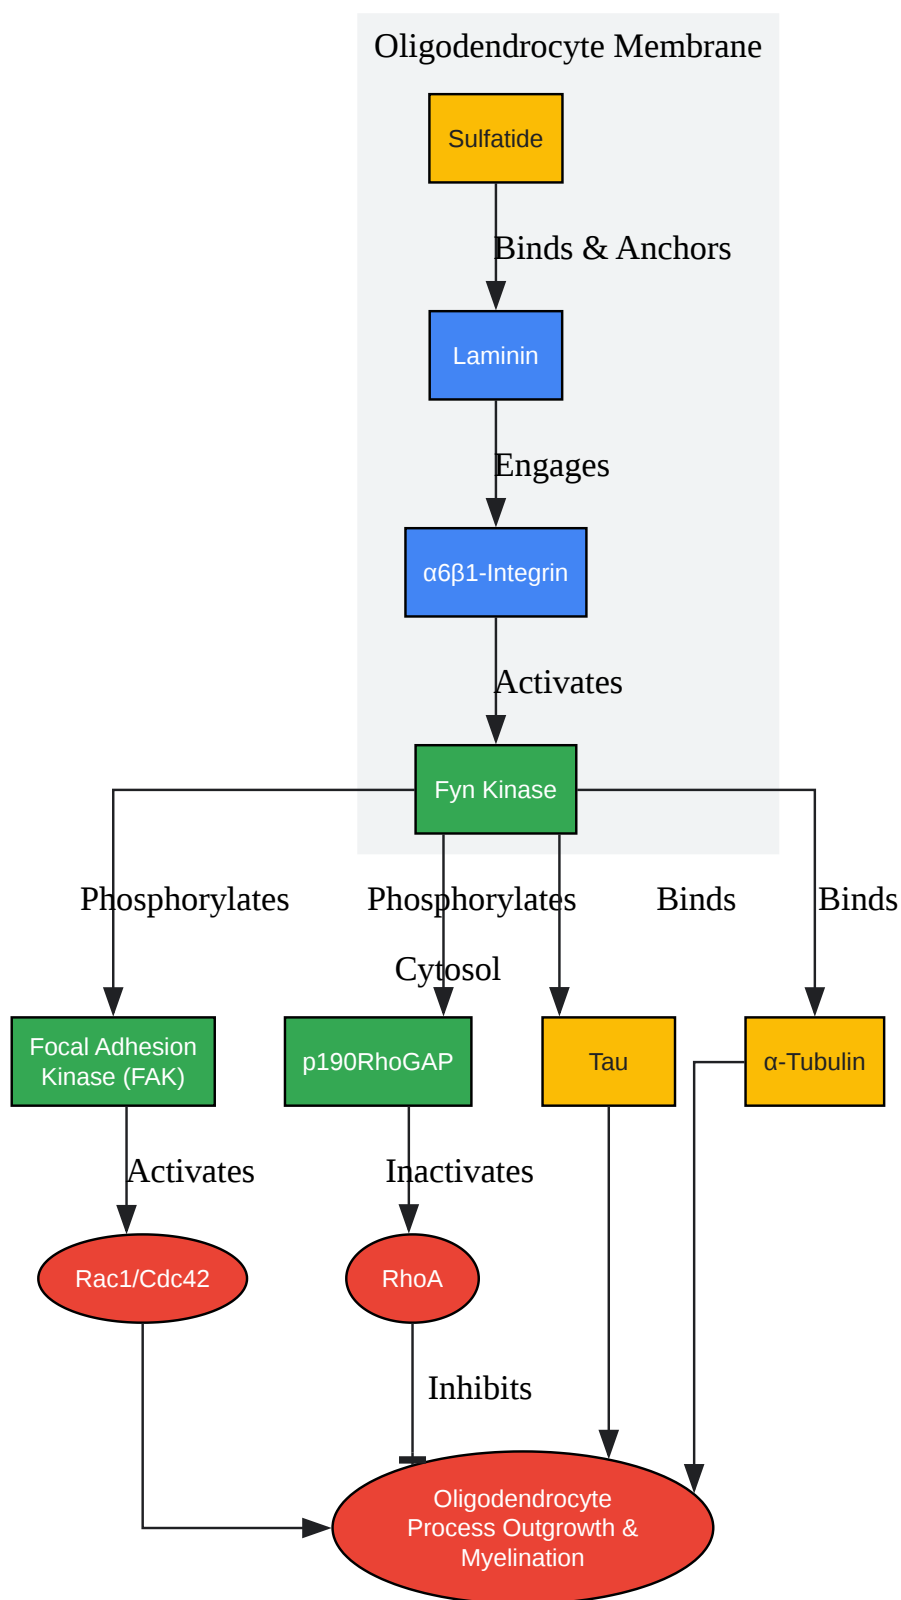 Oligodendrocyte Membrane
Sulfatide
Binds & Anchors
Laminin
Engages
α6β1-Integrin
Activates
Fyn Kinase
Phosphorylates
Phosphorylates
Binds
Binds
Cytosol
Focal Adhesion
Kinase (FAK)
p190RhoGAP
Tau
α-Tubulin
Activates
Inactivates
Rac1/Cdc42
RhoA
Inhibits
Oligodendrocyte
Process Outgrowth &
Myelination